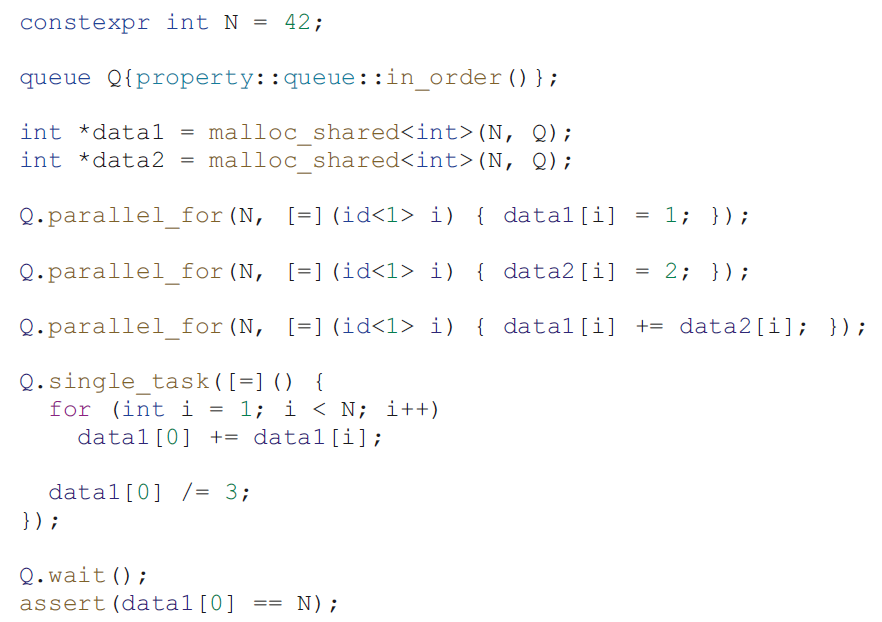 constexpr int N = 42;
queue Q{property::queue::in_order()};
int *data1 = malloc_shared<int>(N, Q);
int *data2 = malloc_shared<int>(N, Q);
Q.parallel_for(N, [=](id<1> i) { data1[i] = 1; });
Q.parallel_for(N, [=](id<1> i) { data2[i] = 2; });
Q.parallel_for(N, [=](id<1> i) { data1[i] += data2[i]; });
Q.single_task([=]() {
  for (int i = 1; i < N; i++)
    data1[0] += data1[i];
  data1[0] /= 3;
});
Q.wait();
assert(data1[0] == N);